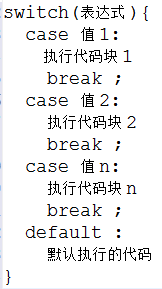 switch(表达式){
case 值1:
执行代码块1
break ;
case 值2:
执行代码块2
break ;
case 值n:
执行代码块n
break ;
default :
默认执行的代码
}